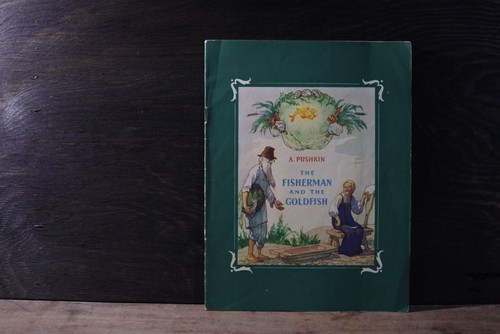 A. PUSHKIN
THE
FISHERMAN
AND THE
GOLDFISH